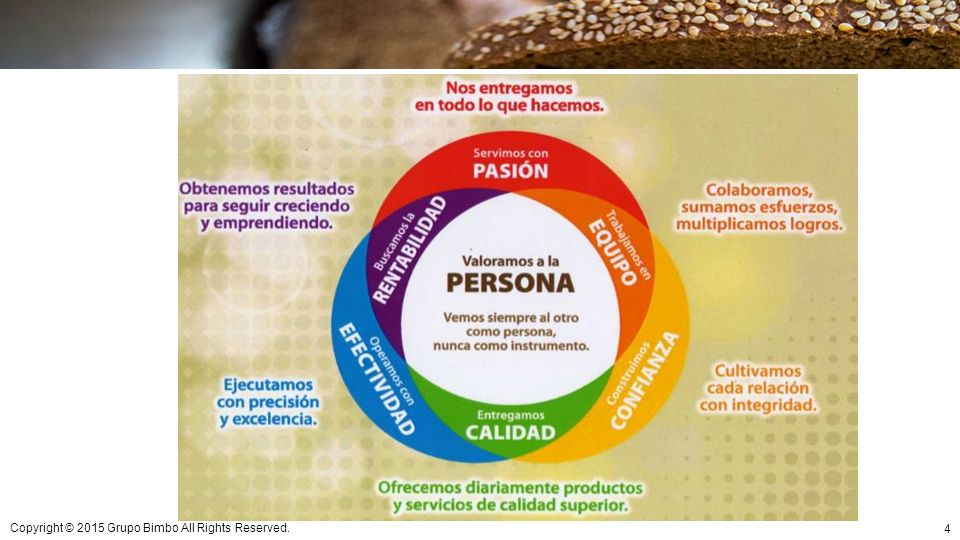 Nos entregamos
en todo lo que hacemos.
Servimos con
PASIÓN
Obtenemos resultados
para seguir creciendo
y emprendiendo.
Buscamos la
RENTABILIDAD
Trabajamos en
EQUIPO
Colaboramos,
sumamos esfuerzos,
multiplicamos logros.
Valoramos a la
PERSONA
Vemos siempre al otro
como persona,
nunca como instrumento.
Operamos con
EFECTIVIDAD
Construimos
CONFIANZA
Ejecutamos
con precisión
y excelencia.
Entregamos
CALIDAD
Cultivamos
cada relación
con integridad.
Ofrecemos diariamente productos
y servicios de calidad superior.
Copyright © 2015 Grupo Bimbo All Rights Reserved.
4